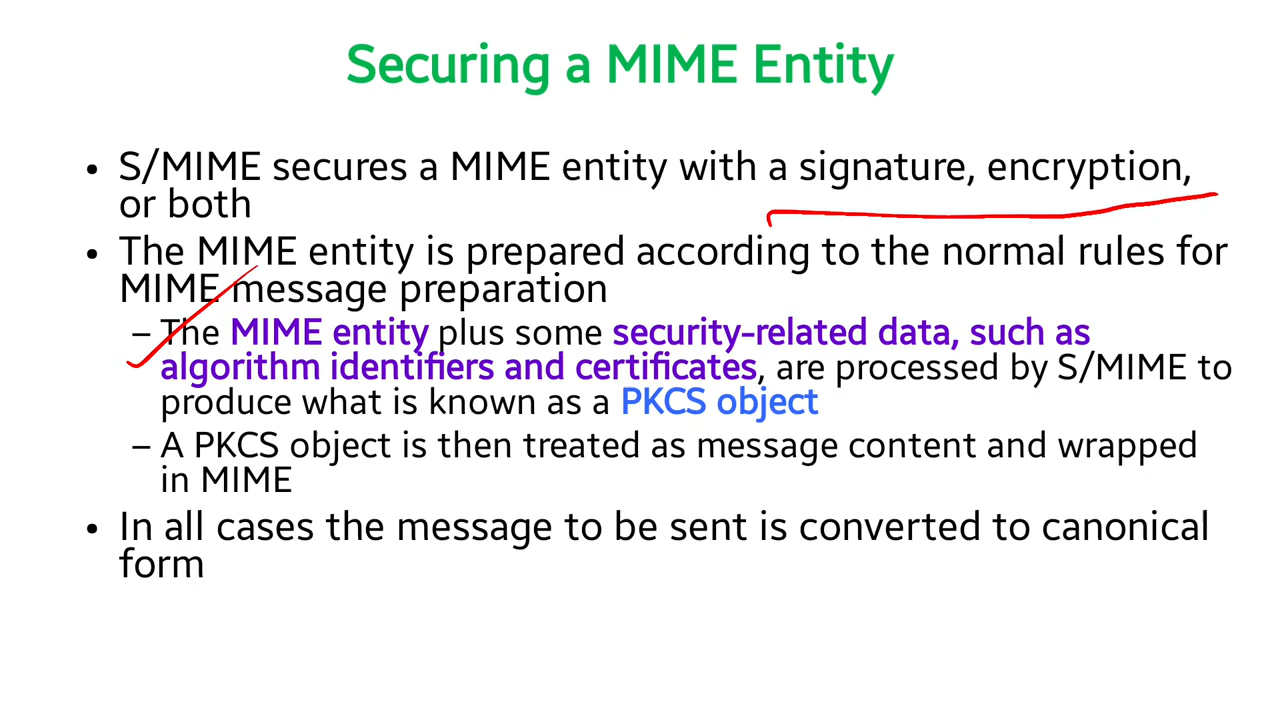 Securing a MIME Entity
• S/MIME secures a MIME entity with a signature, encryption,
or both
• The MIME entity is prepared according to the normal rules for
MIME message preparation
– The MIME entity plus some security-related data, such as
algorithm identifiers and certificates, are processed by S/MIME to
produce what is known as a PKCS object
– A PKCS object is then treated as message content and wrapped
in MIME
• In all cases the message to be sent is converted to canonical
form